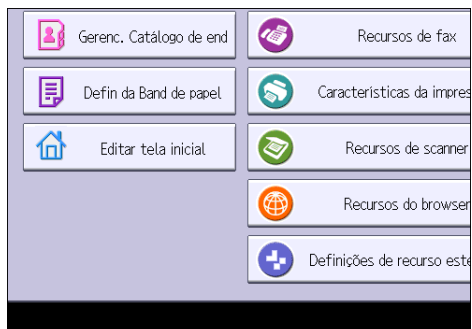 Gerenc. Catálogo de end
Recursos de fax
Defin da Band de papel
Características da impres
Editar tela inicial
Recursos de scanner
Recursos do browser
Definições de recurso este